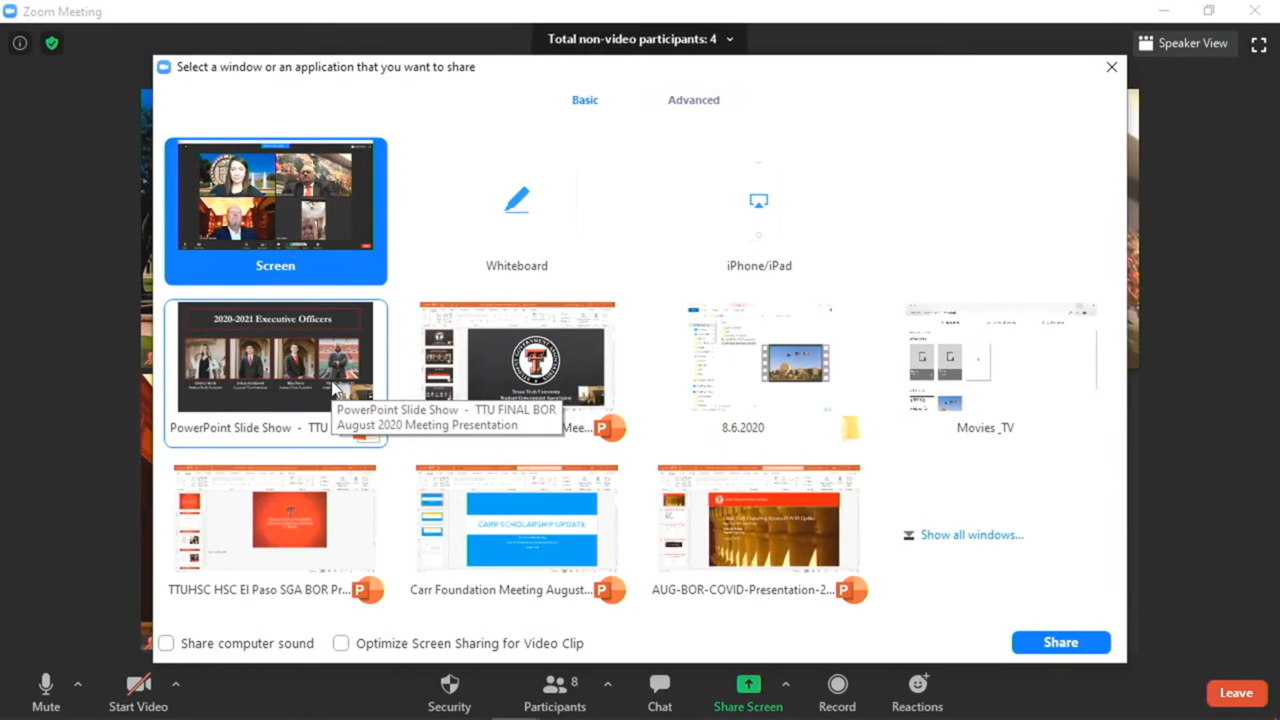 Zoom Meeting
Total non-video participants: 4
Speaker View
Select a window or an application that you want to share
Basic
Advanced
Screen
Whiteboard
iPhone/iPad
2020-2021 Executive Officers
PowerPoint Slide Show - TTU
PowerPoint Slide Show - TTU FINAL BOR
August 2020 Meeting Presentation
Mee...
8.6.2020
Movies_TV
CARR SCHOLARSHIP UPDATE
Show all windows...
TTUHSC HSC El Paso SGA BOR Pr...
Carr Foundation Meeting August...
AUG-BOR-COVID-Presentation-2...
Share computer sound
Optimize Screen Sharing for Video Clip
Share
Mute
Start Video
Security
8
Participants
Chat
Share Screen
Record
Reactions
Leave